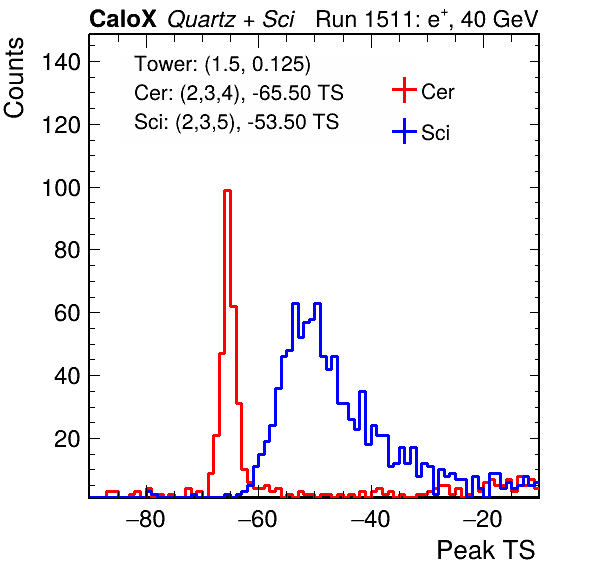 CaloX Quartz + Sci Run 1511: e⁺, 40 GeV
Tower: (1.5, 0.125)
Cer: (2,3,4), -65.50 TS
Sci: (2,3,5), -53.50 TS
Cer
Sci
Counts
140
120
100
80
60
40
20
−80 −60 −40 −20
Peak TS